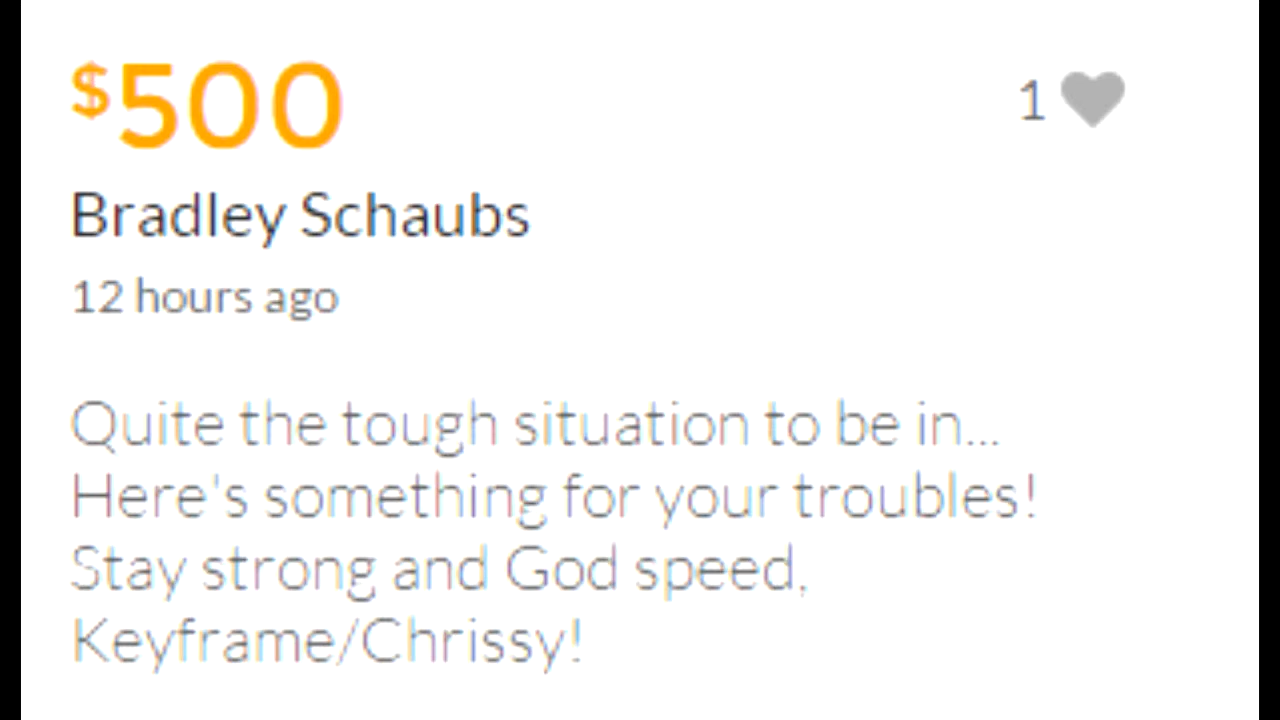 $500
1
Bradley Schaubs
12 hours ago
Quite the tough situation to be in...
Here's something for your troubles!
Stay strong and God speed,
Keyframe/Chrissy!